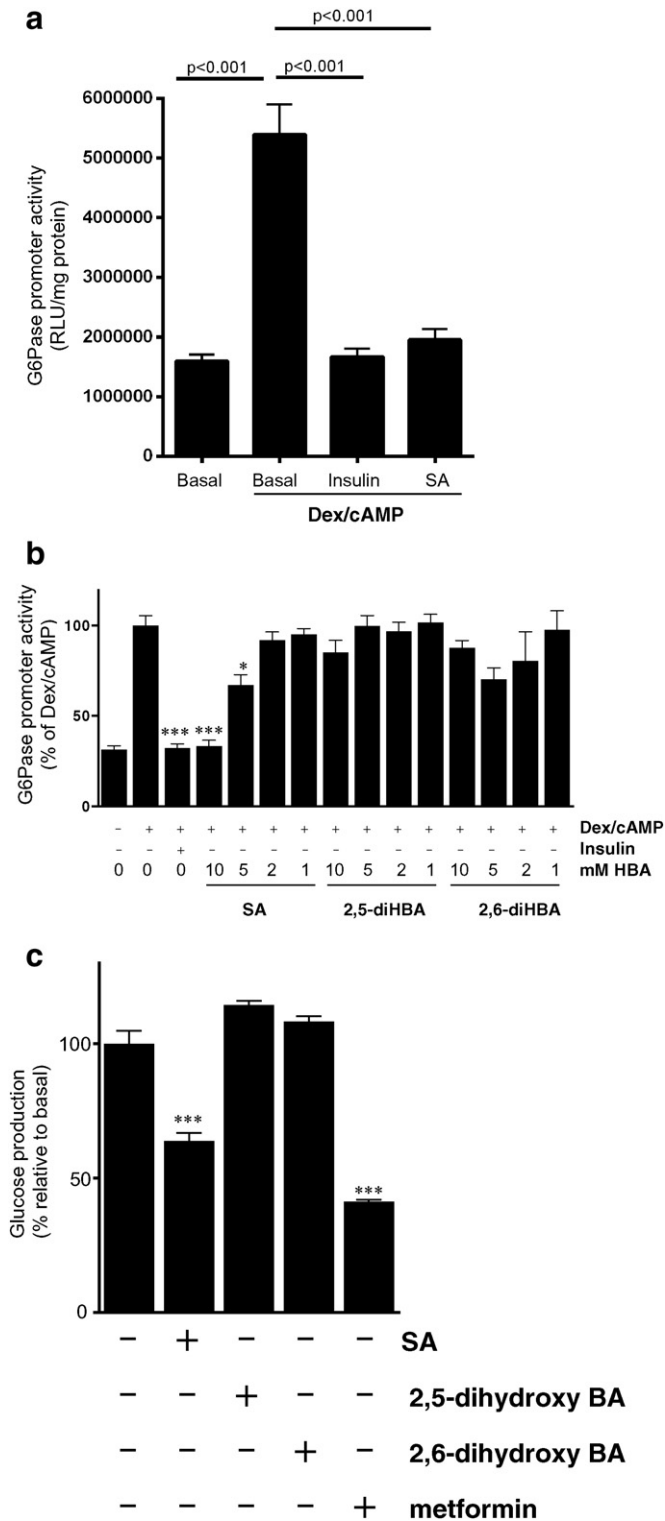 a
p<0.001
p<0.001 p<0.001
6000000
5000000
4000000
3000000
2000000
1000000
0
G6Pase promoter activity
(RLU/mg protein)
Basal Basal Insulin SA
Dex/cAMP
b
G6Pase promoter activity
(% of Dex/cAMP)
100
50
0
*
*** ***
- + + + + + + + + + + + + + + Dex/cAMP
- - + - - - - - - - - - - - - Insulin
0 0 0 10 5 2 1 10 5 2 1 10 5 2 1 mM HBA
SA 2,5-diHBA 2,6-diHBA
c
Glucose production
(% relative to basal)
100
50
0
***
***
- + - - - SA
- - + - - 2,5-dihydroxy BA
- - - + - 2,6-dihydroxy BA
- - - - + metformin